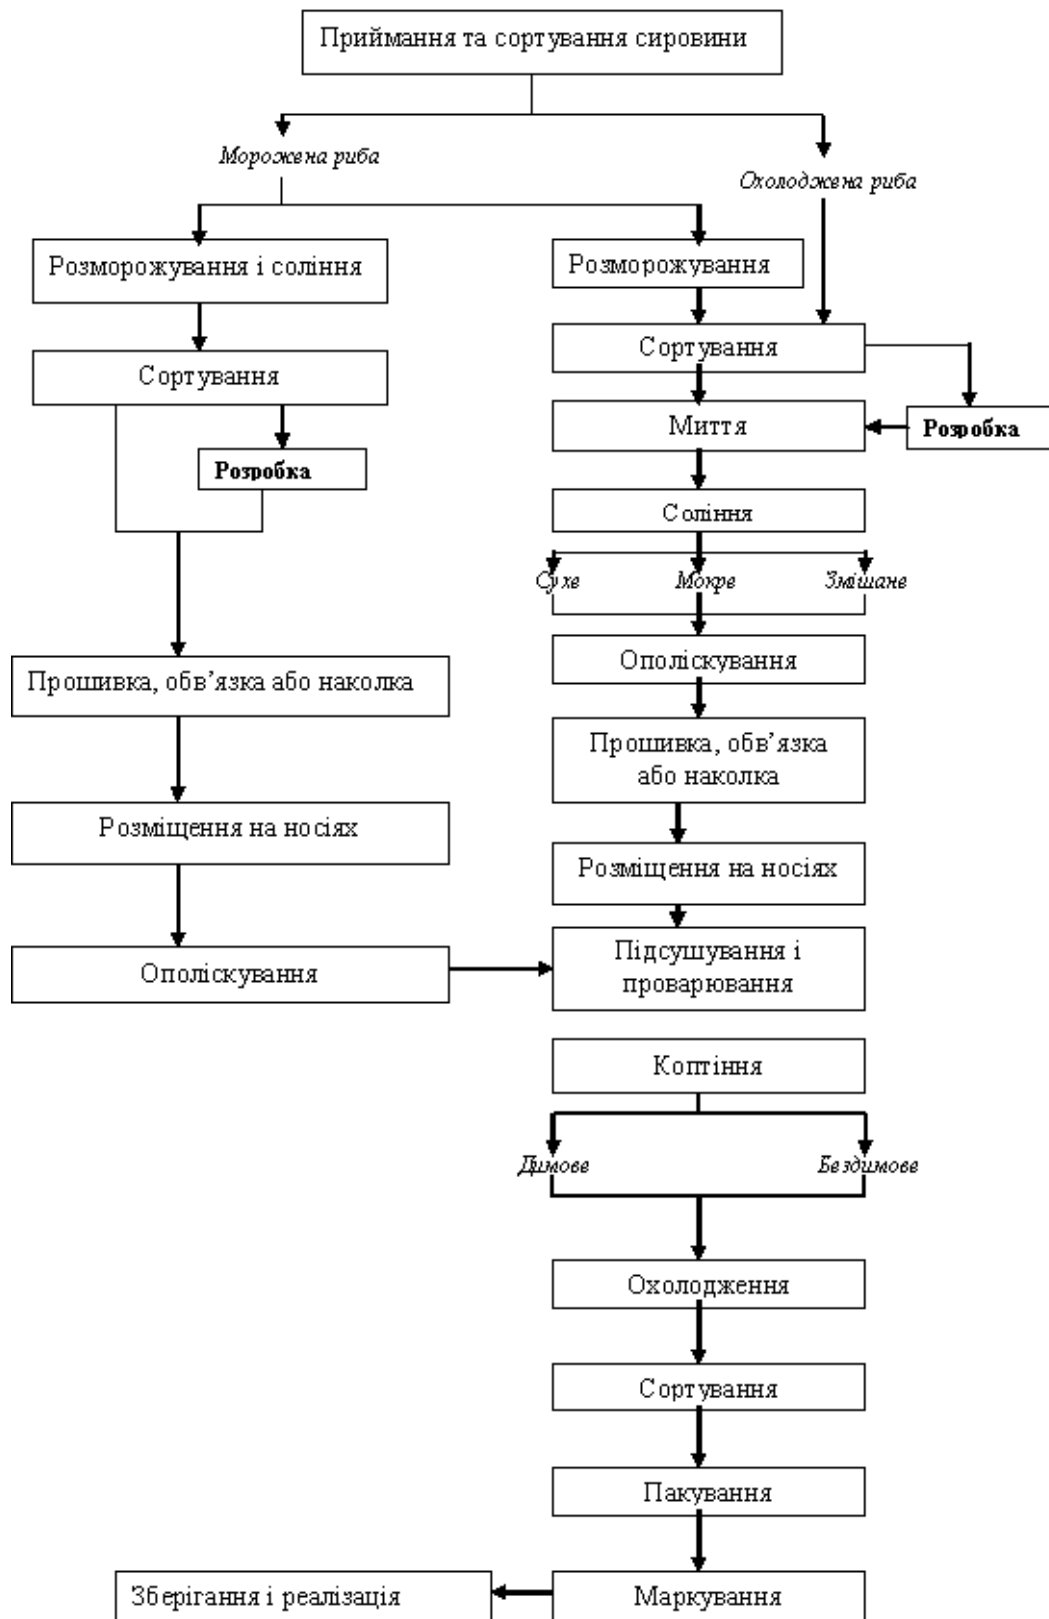 Приймання та сортування сировини
Морожена риба
Охолоджена риба
Розморожування і соління
Розморожування
Сортування
Сортування
Миття
Розробка
Розробка
Соління
Сухе
Мокре
Змішане
Ополіскування
Прошивка, обв’язка або наколка
Прошивка, обв’язка
або наколка
Розміщення на носіях
Розміщення на носіях
Ополіскування
Підсушування і
проварювання
Коптіння
Димове
Бездимове
Охолодження
Сортування
Пакування
Маркування
Зберігання і реалізація